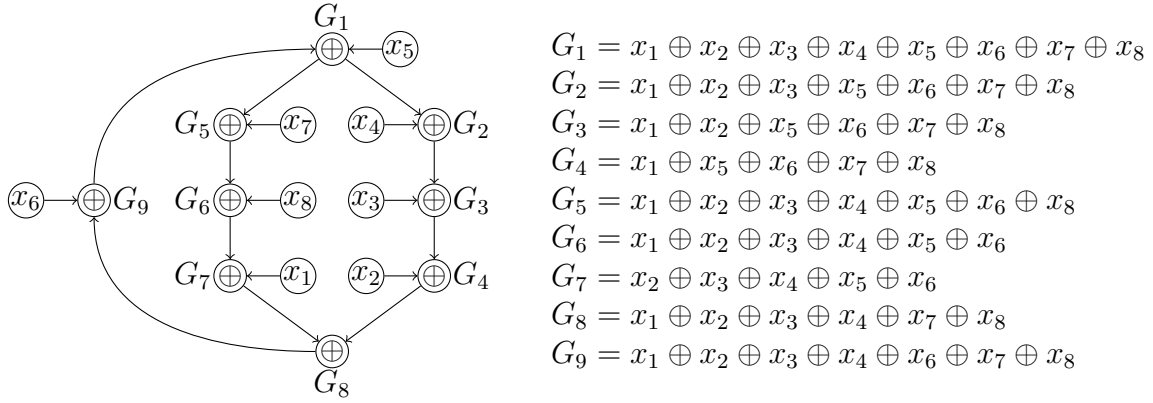 G₁
x₅
G₅ x₇ x₄ G₂
x₆ G₉ G₆ x₈ x₃ G₃
G₇ x₁ x₂ G₄
G₈
G₁ = x₁ ⊕ x₂ ⊕ x₃ ⊕ x₄ ⊕ x₅ ⊕ x₆ ⊕ x₇ ⊕ x₈
G₂ = x₁ ⊕ x₂ ⊕ x₃ ⊕ x₅ ⊕ x₆ ⊕ x₇ ⊕ x₈
G₃ = x₁ ⊕ x₂ ⊕ x₅ ⊕ x₆ ⊕ x₇ ⊕ x₈
G₄ = x₁ ⊕ x₅ ⊕ x₆ ⊕ x₇ ⊕ x₈
G₅ = x₁ ⊕ x₂ ⊕ x₃ ⊕ x₄ ⊕ x₅ ⊕ x₆ ⊕ x₈
G₆ = x₁ ⊕ x₂ ⊕ x₃ ⊕ x₄ ⊕ x₅ ⊕ x₆
G₇ = x₂ ⊕ x₃ ⊕ x₄ ⊕ x₅ ⊕ x₆
G₈ = x₁ ⊕ x₂ ⊕ x₃ ⊕ x₄ ⊕ x₇ ⊕ x₈
G₉ = x₁ ⊕ x₂ ⊕ x₃ ⊕ x₄ ⊕ x₆ ⊕ x₇ ⊕ x₈